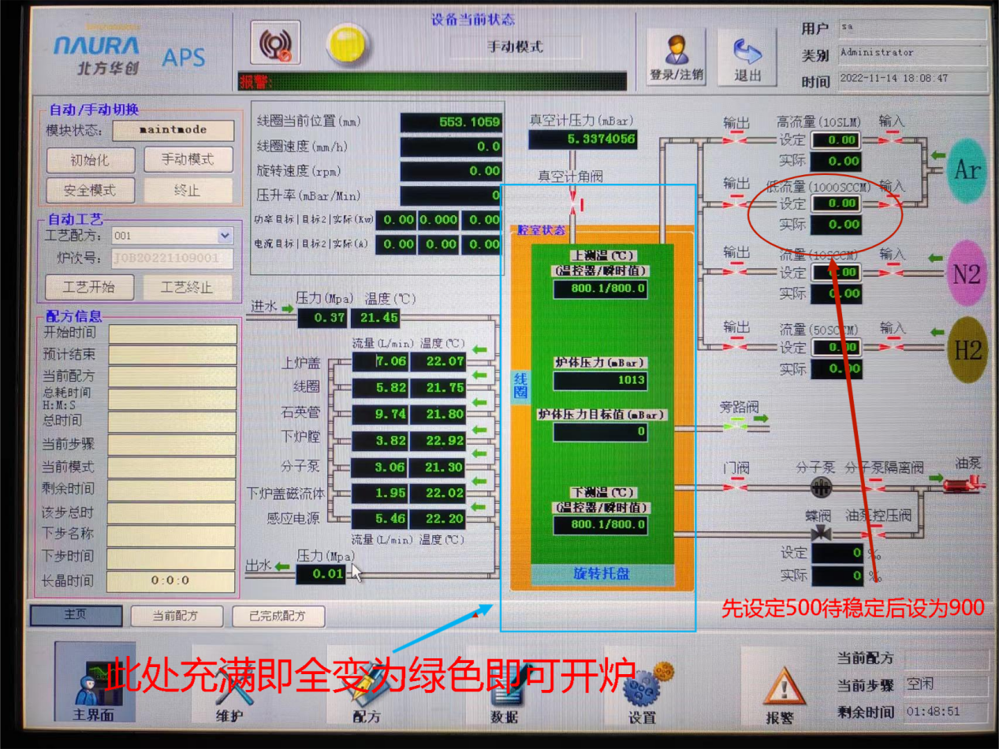 NAURA
北方华创
APS
设备当前状态
手动模式
报警:
登录/注销
退出
用户 sa
类别 Administrator
时间 2022-11-14 18:08:47
自动/手动切换
模块状态: maintmode
初始化 手动模式
安全模式 终止
自动工艺
工艺配方: 001
炉次号: JOB20221109001
工艺开始 工艺终止
配方信息
开始时间
预计结束
当前配方
总耗时间
H:M:S
总时间
当前步骤
当前模式
剩余时间
该步总时
下步名称
下步时间
长晶时间 0:0:0
线圈当前位置(mm) 553.1059
线圈速度(mm/h) 0.0
旋转速度(rpm) 0.00
压升率(mBar/Min) 0
功率目标|目标2|实际(Kw) 0.00 0.000 0.00
电流目标|目标2|实际(A) 0.00 0.00 0.00
真空计压力(mBar)
5.3374056
真空计角阀
进水 压力(Mpa) 温度(℃)
0.37 21.45
流量(L/min) 温度(℃)
上炉盖 7.06 22.07
线圈 5.82 21.75
石英管 9.74 21.80
下炉膛 3.82 22.92
分子泵 3.06 21.30
下炉盖磁流体 1.95 22.02
感应电源 5.46 22.20
流量(L/min) 温度(℃)
出水 压力(Mpa)
0.01
腔室状态
上测温(℃)
(温控器/瞬时值)
800.1/800.0
炉体压力(mBar)
1013
线圈
炉体压力目标值(mBar)
0
下测温(℃)
(温控器/瞬时值)
800.1/800.0
旋转托盘
输出 高流量(10SLM) 输入
设定 0.00
实际 0.00
Ar
输出 低流量(1000SCCM) 输入
设定 0.00
实际 0.00
输出 流量(10SCCM) 输入
设定 0.00
实际 0.00
N2
输出 流量(50SCCM) 输入
设定 0.00
实际 0.00
H2
旁路阀
门阀 分子泵 分子泵隔离阀 油泵
蝶阀 油泵控压阀
设定 0 ‰
实际 0 ‰
先设定500待稳定后设为900
主页 当前配方 已完成配方
此处充满即全变为绿色即可开炉
主界面 维护 配方 数据 设置 报警
当前配方
当前步骤 空闲
剩余时间 01:48:51